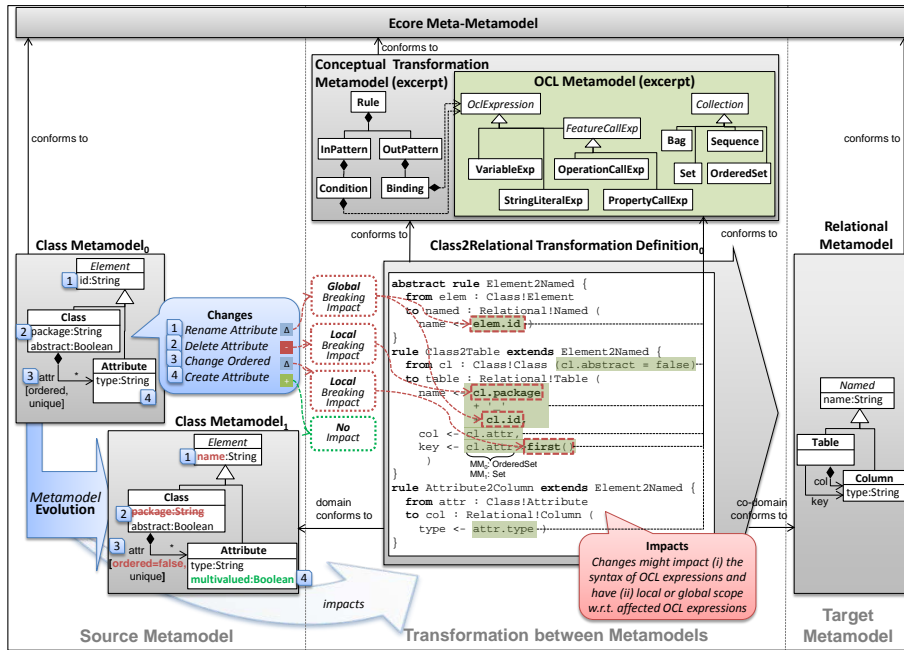 Ecore Meta-Metamodel
conforms to
conforms to
conforms to
Conceptual Transformation
Metamodel (excerpt)
Rule
InPattern
OutPattern
Condition
Binding
OCL Metamodel (excerpt)
OclExpression
Collection
FeatureCallExp
Bag
Sequence
VariableExp
OperationCallExp
Set
OrderedSet
StringLiteralExp
PropertyCallExp
conforms to
conforms to
Class Metamodel0
Element
1
id:String
Class
2
package:String
abstract:Boolean
Attribute
type:String
3
attr
*
[ordered,
unique]
4
Changes
1 Rename Attribute Δ
2 Delete Attribute -
3 Change Ordered Δ
4 Create Attribute +
Global
Breaking
Impact
Local
Breaking
Impact
Local
Breaking
Impact
No
Impact
Class2Relational Transformation Definition0
abstract rule Element2Named {
from elem : Class!Element
to named : Relational!Named (
name <- elem.id )
}
rule Class2Table extends Element2Named {
from cl : Class!Class (cl.abstract = false)
to table : Relational!Table (
name <- cl.package
+ '_'
cl.id,
col <- cl.attr,
key <- cl.attr first()
)
MM0: OrderedSet
MM1: Set
}
rule Attribute2Column extends Element2Named {
from attr : Class!Attribute
to col : Relational!Column (
type <- attr.type )
}
Impacts
Changes might impact (i) the
syntax of OCL expressions and
have (ii) local or global scope
w.r.t. affected OCL expressions
Relational
Metamodel
Named
name:String
Table
col
key
Column
type:String
domain
conforms to
co-domain
conforms to
Metamodel
Evolution
Class Metamodel1
Element
1
name:String
Class
2
package:String
abstract:Boolean
3
attr
*
[ordered=false,
unique]
Attribute
type:String
multivalued:Boolean
4
impacts
Source Metamodel
Transformation between Metamodels
Target
Metamodel